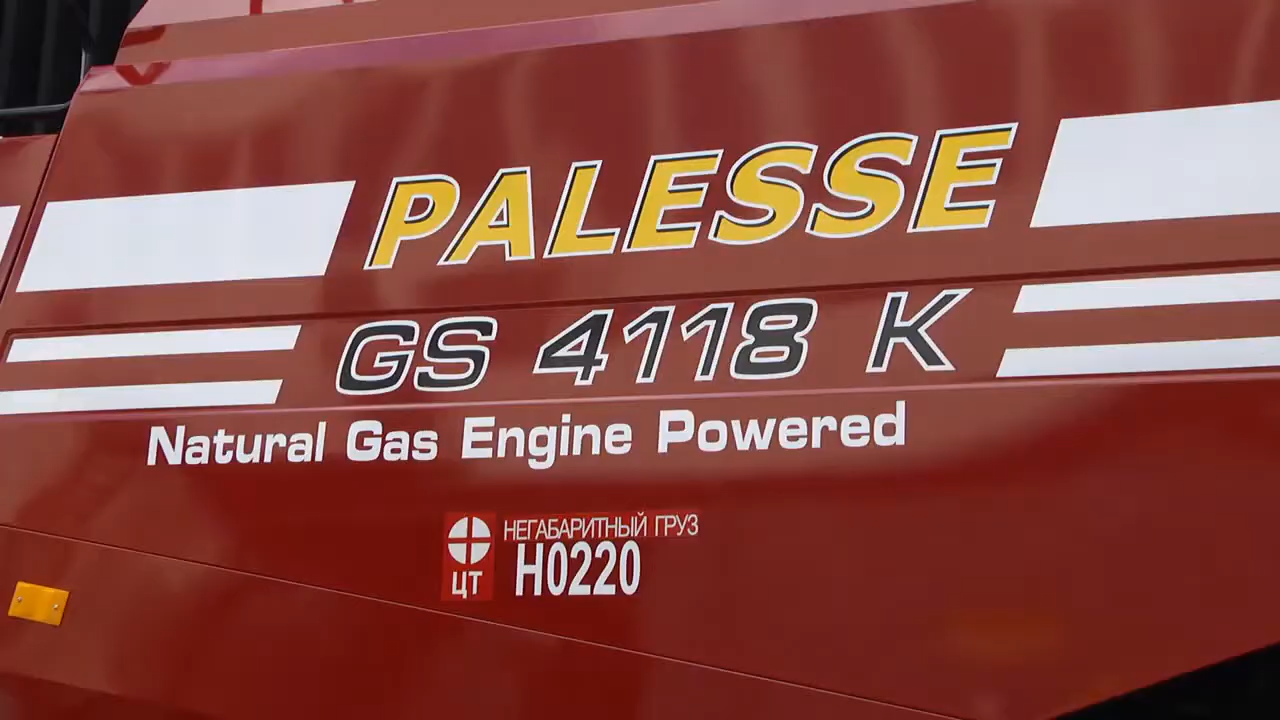 PALESSE
GS 4118 K
Natural Gas Engine Powered
НЕГАБАРИТНЫЙ ГРУЗ
Н0220
ЦТ